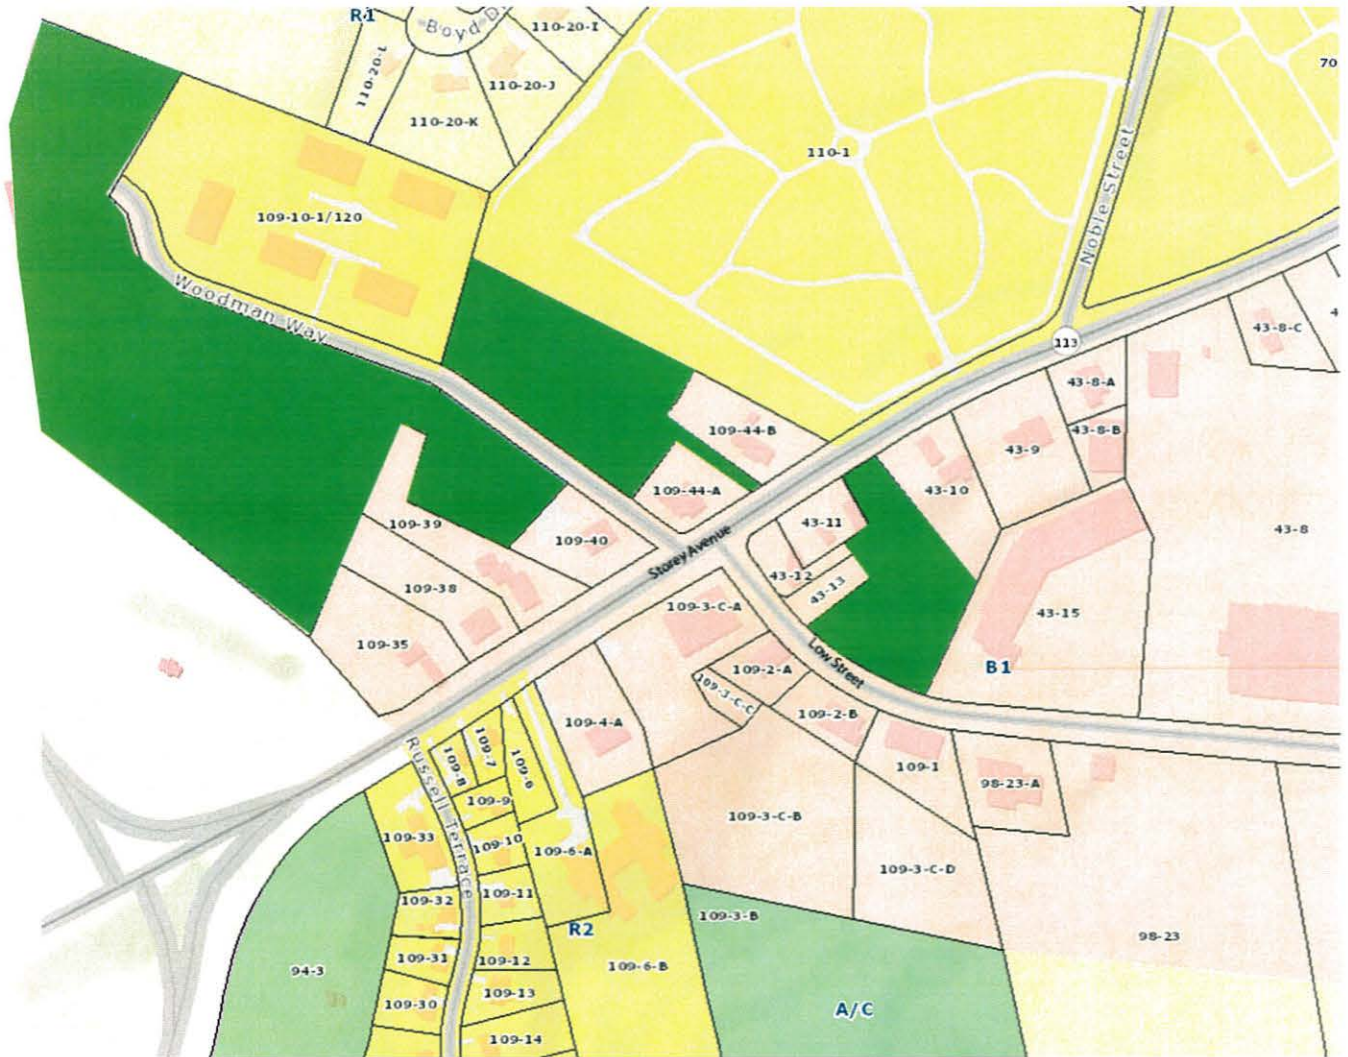 R1
Boyd D
110-20-I
110-20-L
110-20-J
110-20-K
70
110-1
Noble Street
109-10-1/120
Woodman Way
113
43-8-C
4
43-8-A
43-8-B
109-44-B
43-9
109-44-A
43-10
109-39
43-11
43-8
109-40
Storey Avenue
43-12
43-13
109-38
109-3-C-A
43-15
109-35
Low Street
B1
109-2-A
109-3-C-C
109-2-B
109-4-A
Russell Terrace
109-8
109-7
109-6
109-1
98-23-A
109-9
109-3-C-B
109-33
109-10
109-6-A
109-3-C-D
109-11
109-32
109-3-B
R2
98-23
109-31
109-12
109-6-B
94-3
109-13
109-30
A/C
109-14